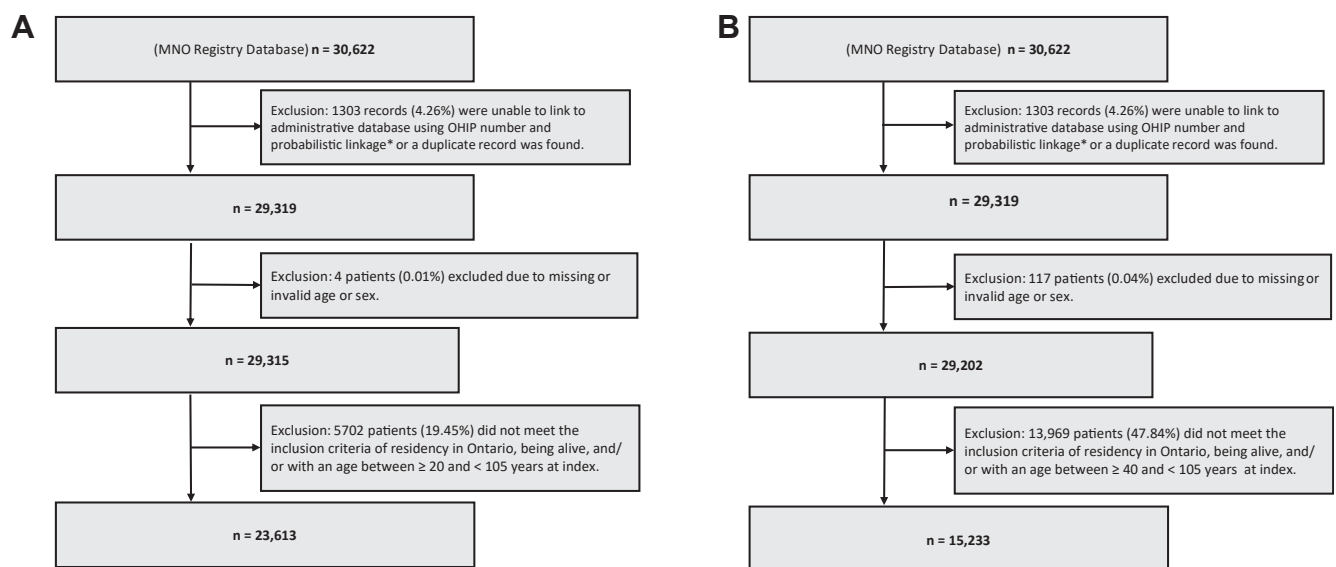 A
(MNO Registry Database) n = 30,622
Exclusion: 1303 records (4.26%) were unable to link to
administrative database using OHIP number and
probabilistic linkage* or a duplicate record was found.
n = 29,319
Exclusion: 4 patients (0.01%) excluded due to missing or
invalid age or sex.
n = 29,315
Exclusion: 5702 patients (19.45%) did not meet the
inclusion criteria of residency in Ontario, being alive, and/
or with an age between ≥ 20 and < 105 years at index.
n = 23,613
B
(MNO Registry Database) n = 30,622
Exclusion: 1303 records (4.26%) were unable to link to
administrative database using OHIP number and
probabilistic linkage* or a duplicate record was found.
n = 29,319
Exclusion: 117 patients (0.04%) excluded due to missing or
invalid age or sex.
n = 29,202
Exclusion: 13,969 patients (47.84%) did not meet the
inclusion criteria of residency in Ontario, being alive, and/
or with an age between ≥ 40 and < 105 years at index.
n = 15,233